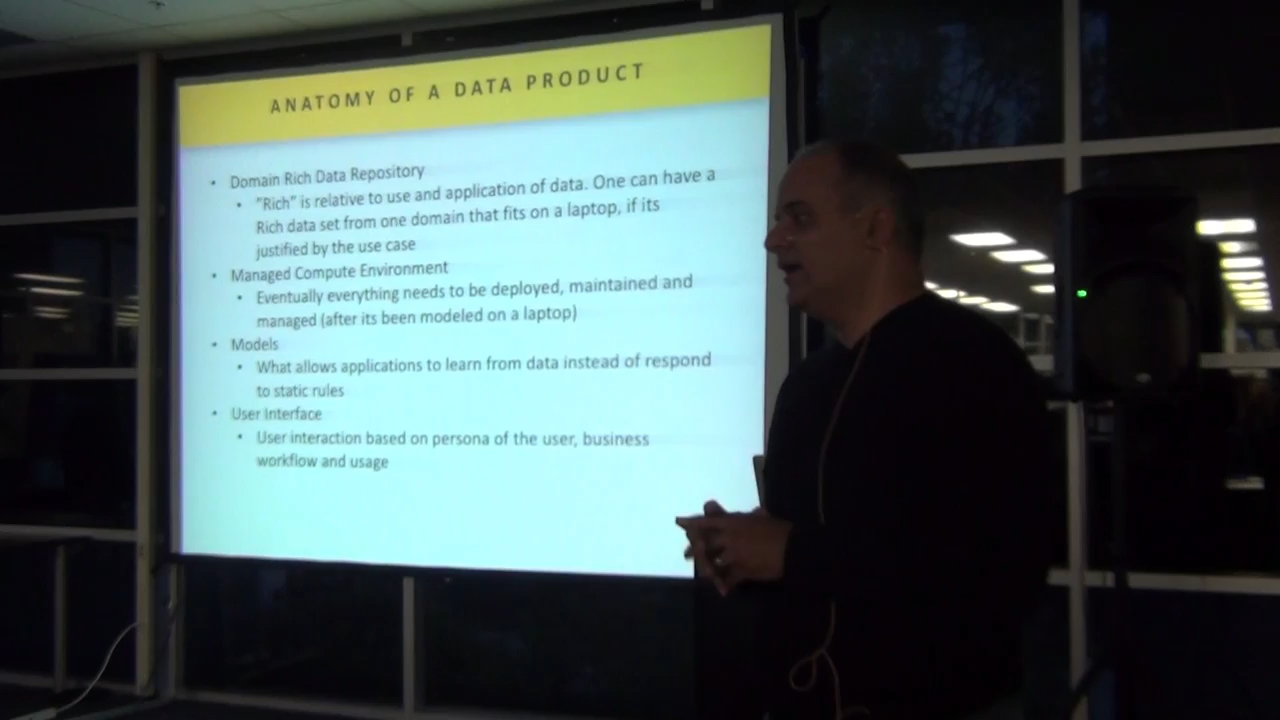 ANATOMY OF A DATA PRODUCT
• Domain Rich Data Repository
• "Rich" is relative to use and application of data. One can have a
Rich data set from one domain that fits on a laptop, if its
justified by the use case
• Managed Compute Environment
• Eventually everything needs to be deployed, maintained and
managed (after its been modeled on a laptop)
• Models
• What allows applications to learn from data instead of respond
to static rules
• User Interface
• User interaction based on persona of the user, business
workflow and usage